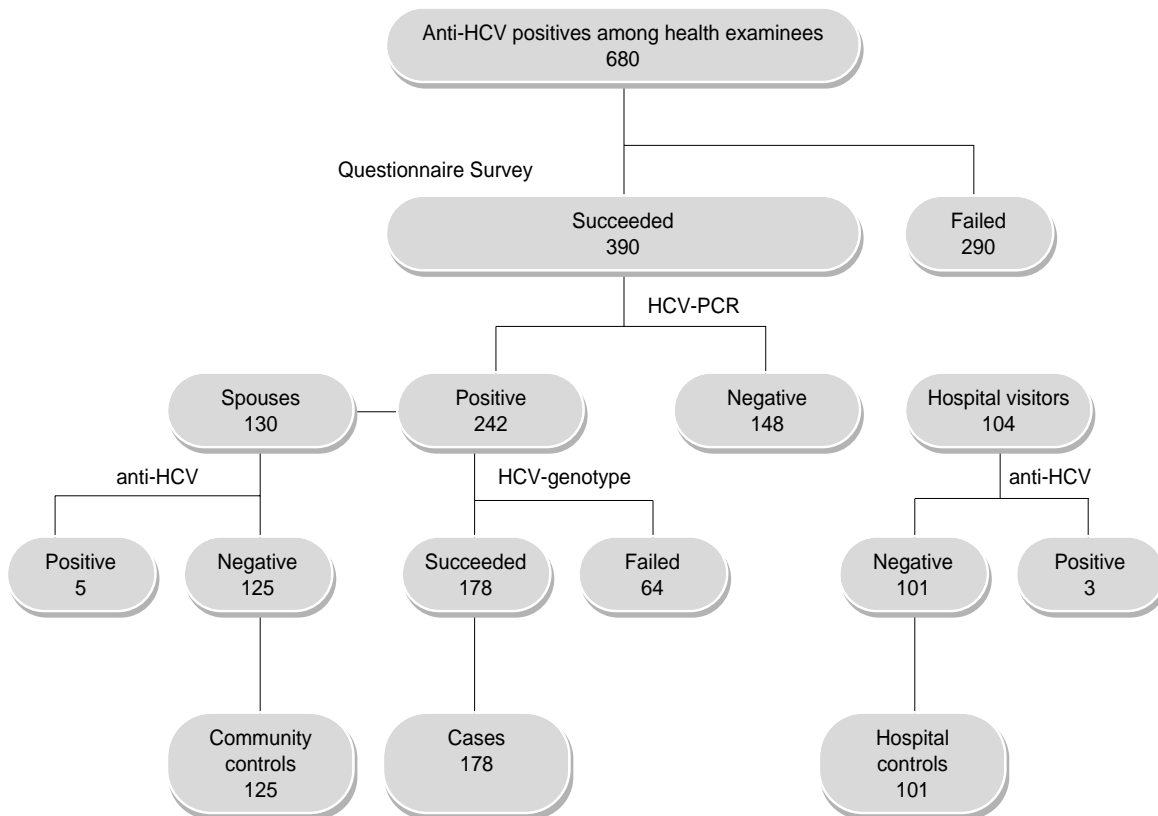 Anti-HCV positives among health examinees
680
Questionnaire Survey
Succeeded
390
Failed
290
HCV-PCR
Spouses
130
Positive
242
Negative
148
Hospital visitors
104
anti-HCV
HCV-genotype
anti-HCV
Positive
5
Negative
125
Succeeded
178
Failed
64
Negative
101
Positive
3
Community
controls
125
Cases
178
Hospital
controls
101